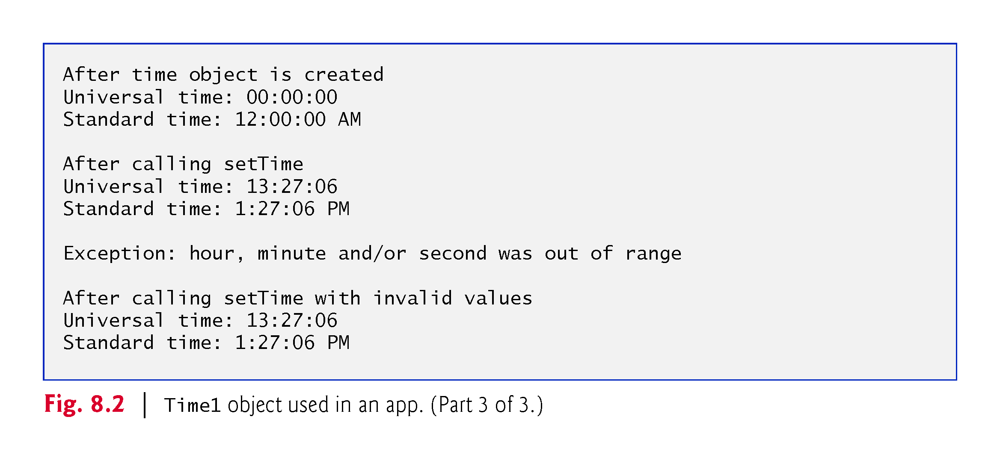 After time object is created
Universal time: 00:00:00
Standard time: 12:00:00 AM

After calling setTime
Universal time: 13:27:06
Standard time: 1:27:06 PM

Exception: hour, minute and/or second was out of range

After calling setTime with invalid values
Universal time: 13:27:06
Standard time: 1:27:06 PM

Fig. 8.2 | Time1 object used in an app. (Part 3 of 3.)